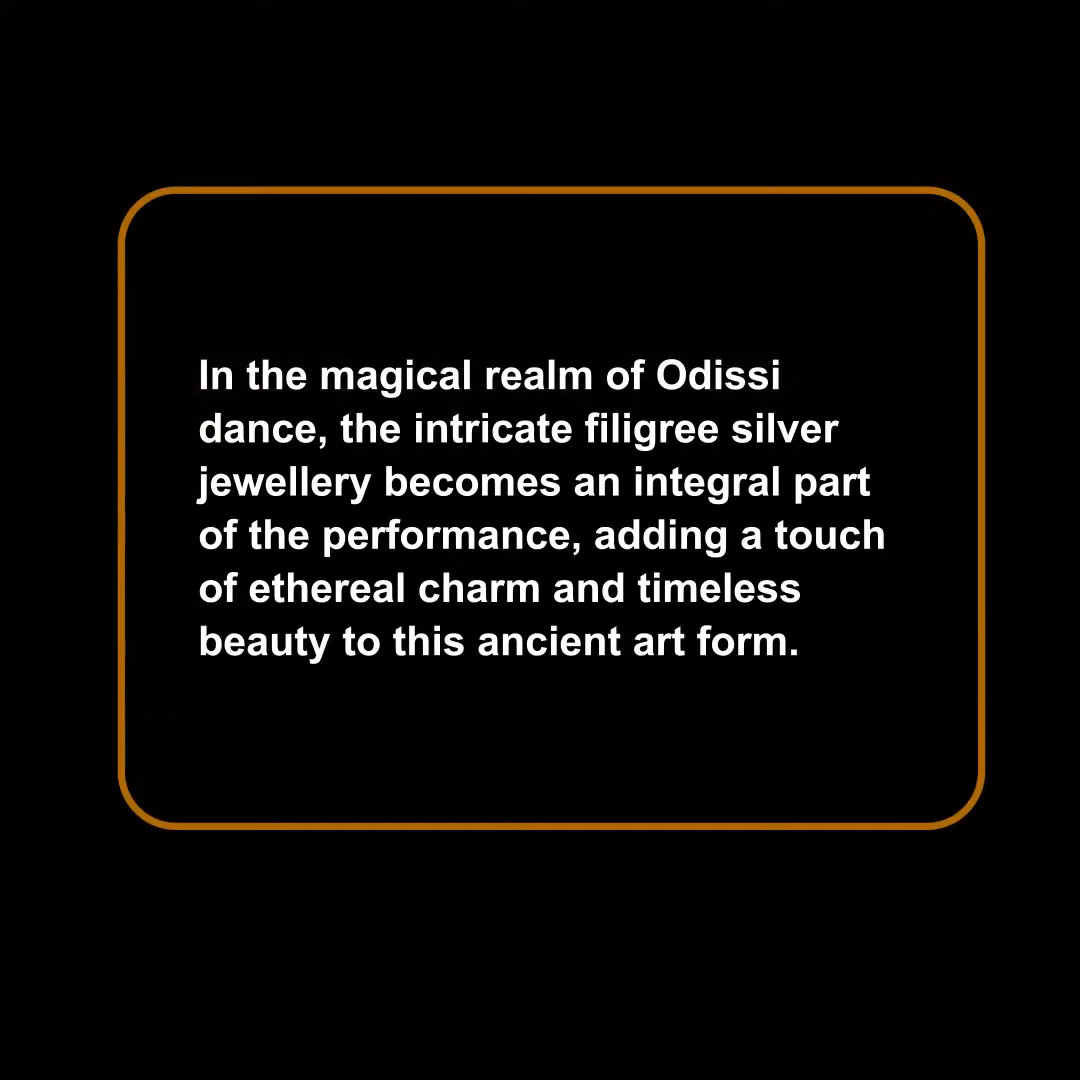 In the magical realm of Odissi
dance, the intricate filigree silver
jewellery becomes an integral part
of the performance, adding a touch
of ethereal charm and timeless
beauty to this ancient art form.